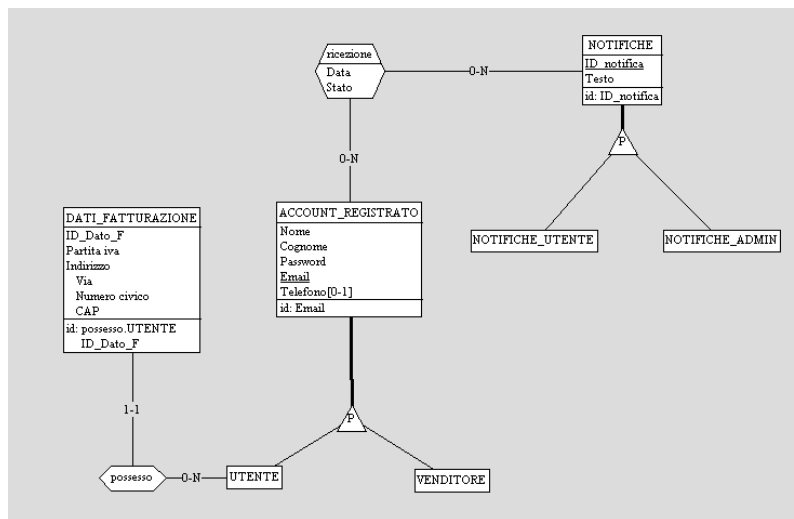 ricezione
Data
Stato
0-N
NOTIFICHE
ID_notifica
Testo
id: ID_notifica
P
NOTIFICHE_UTENTE
NOTIFICHE_ADMIN
0-N
DATI_FATTURAZIONE
ID_Dato_F
Partita iva
Indirizzo
Via
Numero civico
CAP
id: possesso.UTENTE
ID_Dato_F
ACCOUNT_REGISTRATO
Nome
Cognome
Password
Email
Telefono[0-1]
id: Email
1-1
P
possesso
0-N
UTENTE
VENDITORE